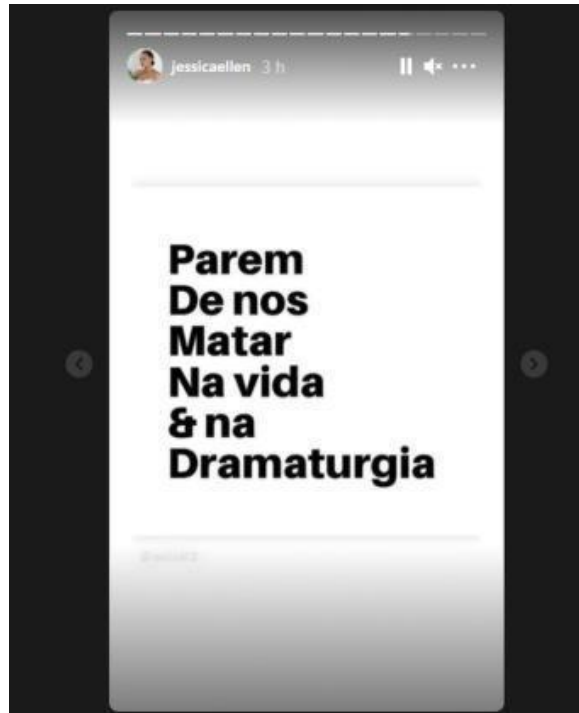 jessicaellen 3 h
Parem
De nos
Matar
Na vida
& na
Dramaturgia